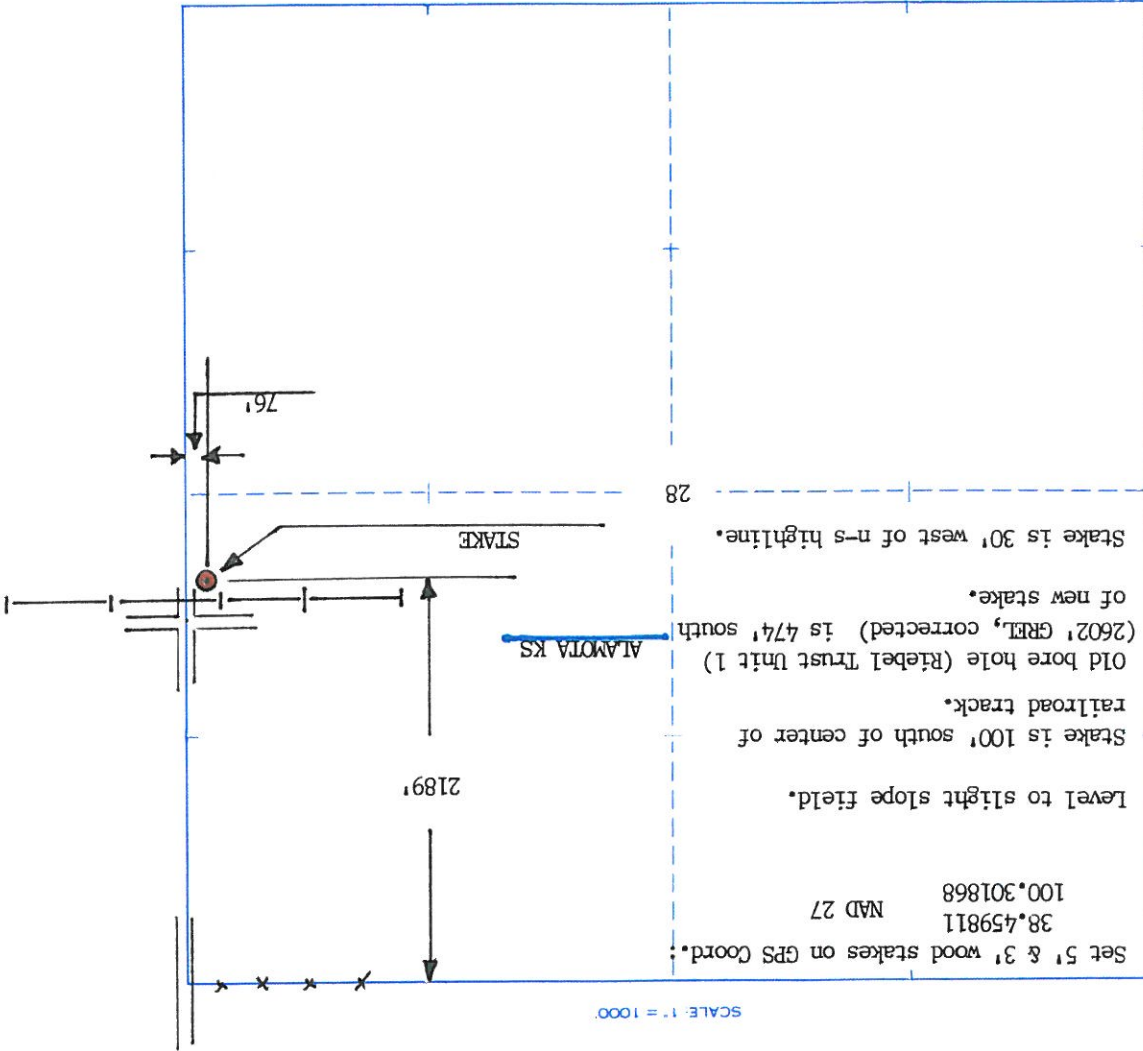 SCALE: 1" = 1000'
Set 5' & 3' wood stakes on GPS Coord.:
38.459811
NAD 27
100.301868
Level to slight slope field.
Stake is 100' south of center of
railroad track.
Old bore hole (Riebel Trust Unit 1)
(2602' GREL, corrected) is 474' south
of new stake.
Stake is 30' west of n-s highline.
2189'
ALAMOTA KS
STAKE
28
76'